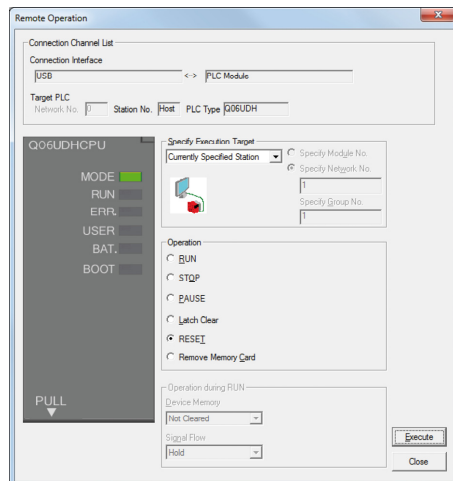 Remote Operation
Connection Channel List
Connection Interface
USB <-> PLC Module
Target PLC
Network No. 0 Station No. Host PLC Type Q06UDH
Q06UDHCPU
MODE
RUN
ERR.
USER
BAT.
BOOT
PULL
Specify Execution Target
Currently Specified Station
Specify Module No.
Specify Network No.
1
Specify Group No.
1
Operation
RUN
STOP
PAUSE
Latch Clear
RESET
Remove Memory Card
Operation during RUN
Device Memory
Not Cleared
Signal Flow
Hold
Execute
Close